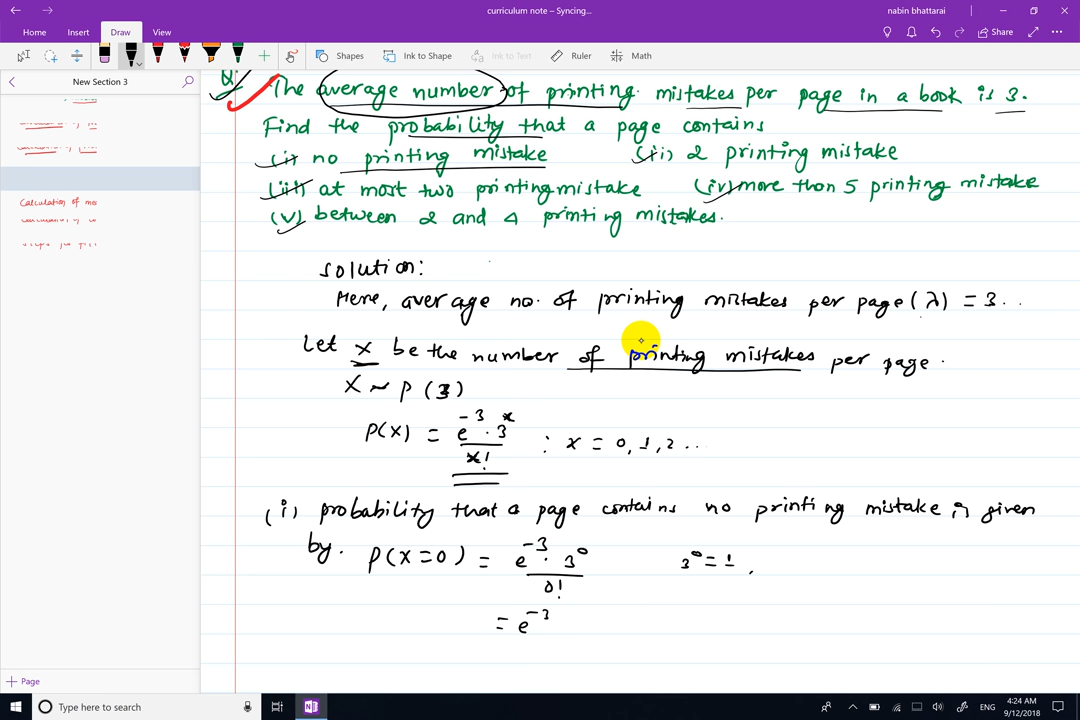 curriculum note - Syncing...
nabin bhattarai
Home Insert Draw View
Share
Shapes Ink to Shape Ink to Text Ruler Math
New Section 3
Calculation of me
Page
Q. The average number of printing mistakes per page in a book is 3.
Find the probability that a page contains
(i) no printing mistake (ii) 2 printing mistake
(iii) at most two printing mistake (iv) more than 5 printing mistake
(v) between 2 and 4 printing mistakes.
solution:
Here, average no. of printing mistakes per page (λ) = 3..
Let X be the number of printing mistakes per page.
X ~ P(3)
P(X) = e^-3 . 3^x / x! : x = 0, 1, 2 ...
(i) probability that a page contains no printing mistake is given
by. P(X=0) = e^-3 . 3^0 / 0! 3^0 = 1 .
= e^-3
Type here to search
ENG
4:24 AM
9/12/2018